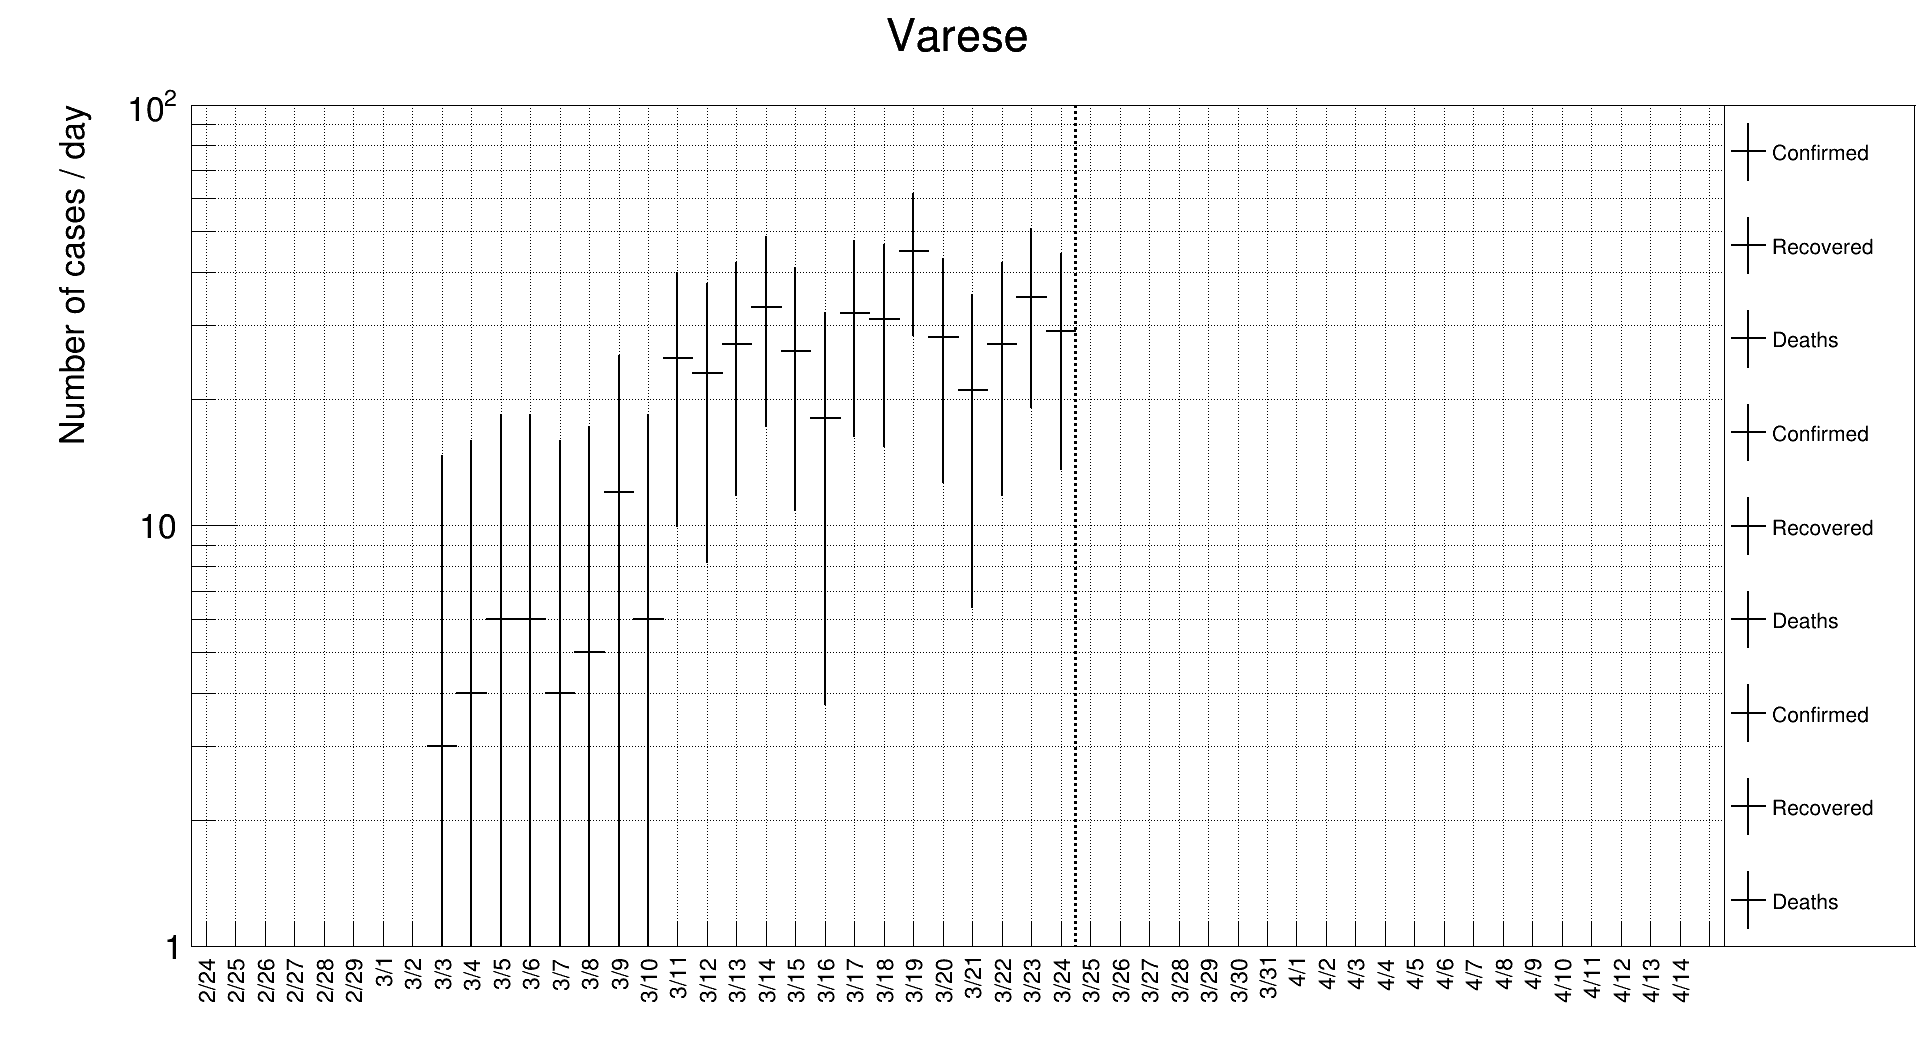 Varese
Number of cases / day
10²
10
1
2/24 2/25 2/26 2/27 2/28 2/29 3/1 3/2 3/3 3/4 3/5 3/6 3/7 3/8 3/9 3/10 3/11 3/12 3/13 3/14 3/15 3/16 3/17 3/18 3/19 3/20 3/21 3/22 3/23 3/24 3/25 3/26 3/27 3/28 3/29 3/30 3/31 4/1 4/2 4/3 4/4 4/5 4/6 4/7 4/8 4/9 4/10 4/11 4/12 4/13 4/14
Confirmed
Recovered
Deaths
Confirmed
Recovered
Deaths
Confirmed
Recovered
Deaths